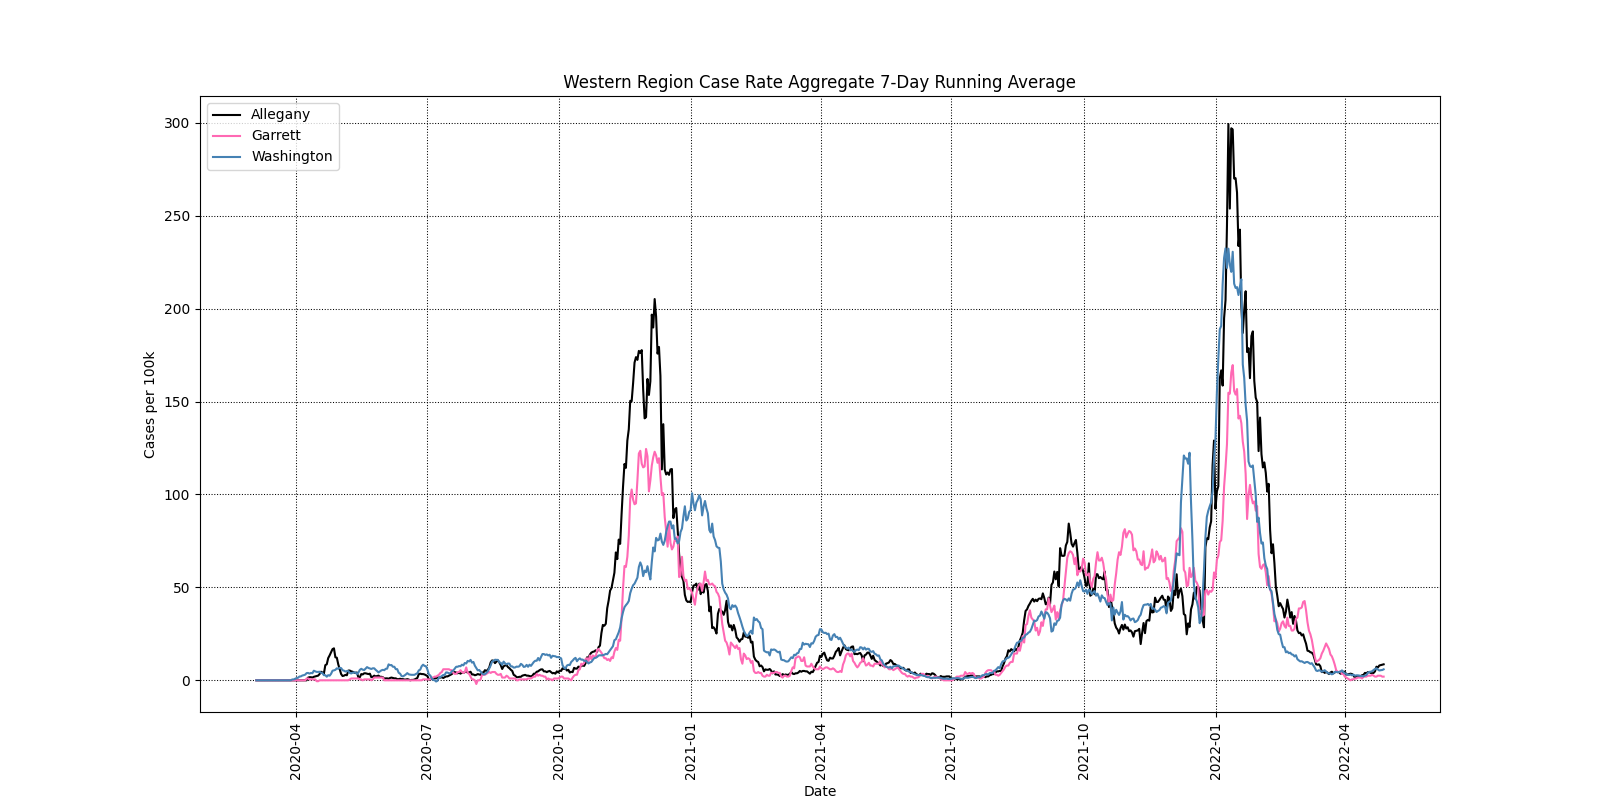 Western Region Case Rate Aggregate 7-Day Running Average
Allegany
Garrett
Washington
300
250
200
150
100
50
0
Cases per 100k
2020-04
2020-07
2020-10
2021-01
2021-04
2021-07
2021-10
2022-01
2022-04
Date